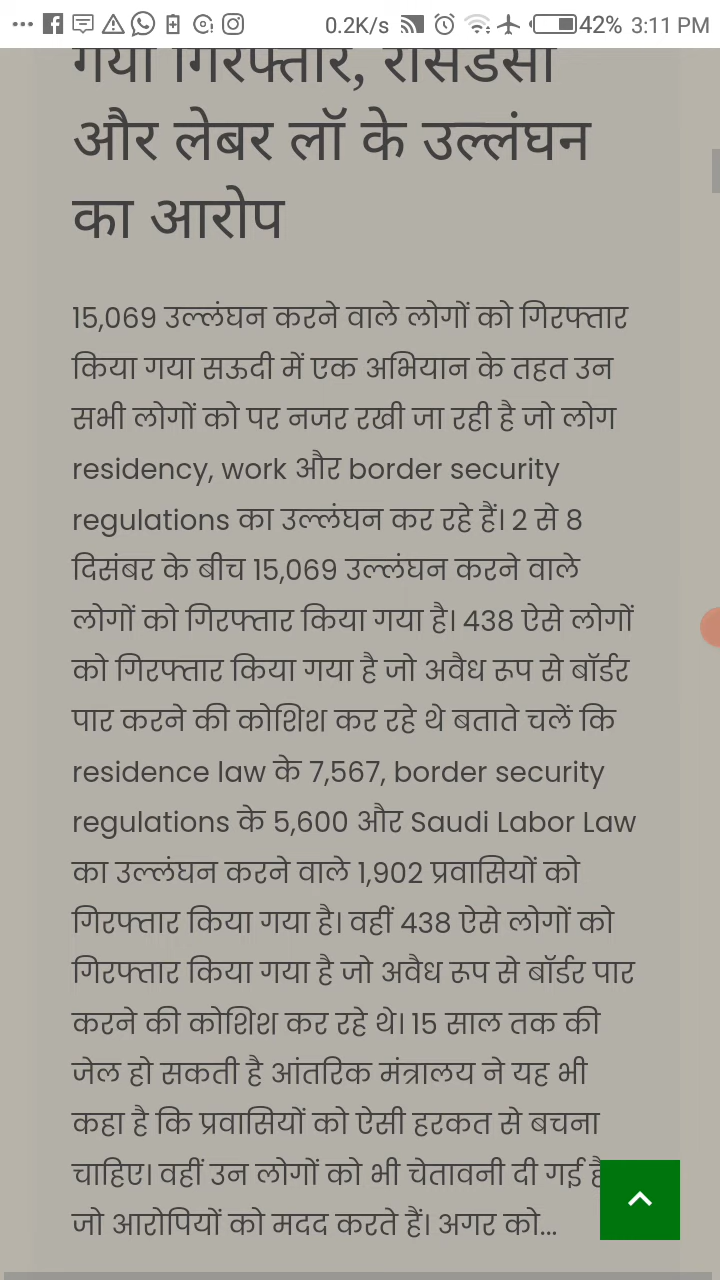 0.2K/s 42% 3:11 PM
गया गिरफ्तार, रेसिडेंसी
और लेबर लॉ के उल्लंघन
का आरोप
15,069 उल्लंघन करने वाले लोगों को गिरफ्तार
किया गया सऊदी में एक अभियान के तहत उन
सभी लोगों को पर नजर रखी जा रही है जो लोग
residency, work और border security
regulations का उल्लंघन कर रहे हैं। 2 से 8
दिसंबर के बीच 15,069 उल्लंघन करने वाले
लोगों को गिरफ्तार किया गया है। 438 ऐसे लोगों
को गिरफ्तार किया गया है जो अवैध रूप से बॉर्डर
पार करने की कोशिश कर रहे थे बताते चलें कि
residence law के 7,567, border security
regulations के 5,600 और Saudi Labor Law
का उल्लंघन करने वाले 1,902 प्रवासियों को
गिरफ्तार किया गया है। वहीं 438 ऐसे लोगों को
गिरफ्तार किया गया है जो अवैध रूप से बॉर्डर पार
करने की कोशिश कर रहे थे। 15 साल तक की
जेल हो सकती है आंतरिक मंत्रालय ने यह भी
कहा है कि प्रवासियों को ऐसी हरकत से बचना
चाहिए। वहीं उन लोगों को भी चेतावनी दी गई है
जो आरोपियों को मदद करते हैं। अगर को...